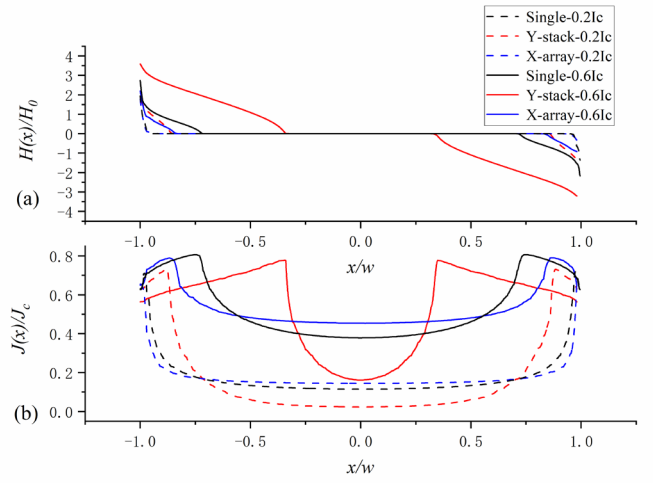 Single-0.2Ic
Y-stack-0.2Ic
X-array-0.2Ic
Single-0.6Ic
Y-stack-0.6Ic
X-array-0.6Ic
4
3
2
1
0
-1
-2
-3
-4
H(x)/H0
(a)
-1.0 -0.5 0.0 0.5 1.0
x/w
0.8
0.6
0.4
0.2
0.0
J(x)/Jc
(b)
-1.0 -0.5 0.0 0.5 1.0
x/w